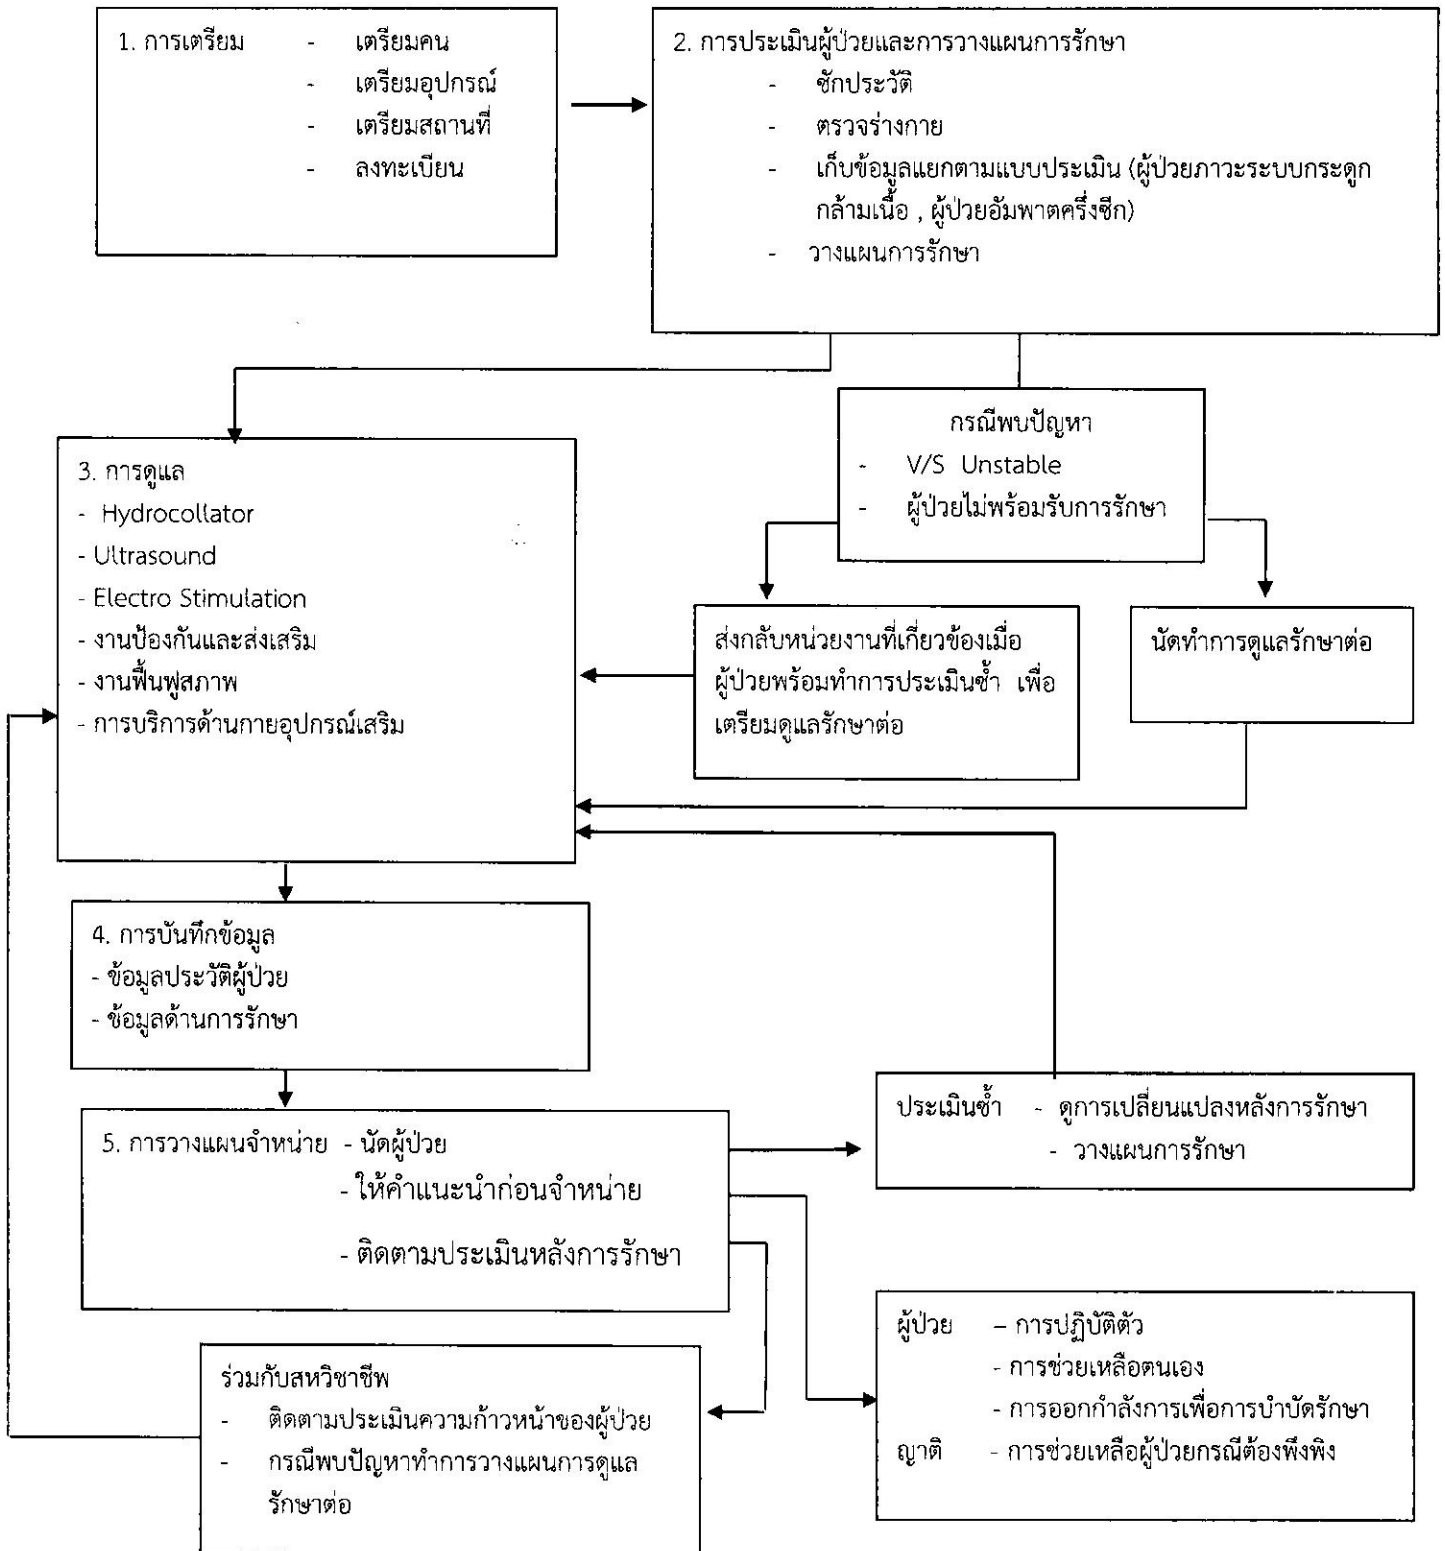 1. การเตรียม - เตรียมคน
- เตรียมอุปกรณ์
- เตรียมสถานที่
- ลงทะเบียน
2. การประเมินผู้ป่วยและการวางแผนการรักษา
- ซักประวัติ
- ตรวจร่างกาย
- เก็บข้อมูลแยกตามแบบประเมิน (ผู้ป่วยภาวะระบบกระดูก
กล้ามเนื้อ , ผู้ป่วยอัมพาตครึ่งซีก)
- วางแผนการรักษา
กรณีพบปัญหา
- V/S Unstable
- ผู้ป่วยไม่พร้อมรับการรักษา
3. การดูแล
- Hydrocollator
- Ultrasound
- Electro Stimulation
- งานป้องกันและส่งเสริม
- งานฟื้นฟูสภาพ
- การบริการด้านกายอุปกรณ์เสริม
ส่งกลับหน่วยงานที่เกี่ยวข้องเมื่อ
ผู้ป่วยพร้อมทำการประเมินซ้ำ เพื่อ
เตรียมดูแลรักษาต่อ
นัดทำการดูแลรักษาต่อ
4. การบันทึกข้อมูล
- ข้อมูลประวัติผู้ป่วย
- ข้อมูลด้านการรักษา
5. การวางแผนจำหน่าย - นัดผู้ป่วย
- ให้คำแนะนำก่อนจำหน่าย
- ติดตามประเมินหลังการรักษา
ประเมินซ้ำ - ดูการเปลี่ยนแปลงหลังการรักษา
- วางแผนการรักษา
ผู้ป่วย – การปฏิบัติตัว
- การช่วยเหลือตนเอง
- การออกกำลังการเพื่อการบำบัดรักษา
ญาติ - การช่วยเหลือผู้ป่วยกรณีต้องพึ่งพิง
ร่วมกับสหวิชาชีพ
- ติดตามประเมินความก้าวหน้าของผู้ป่วย
- กรณีพบปัญหาทำการวางแผนการดูแล
รักษาต่อ